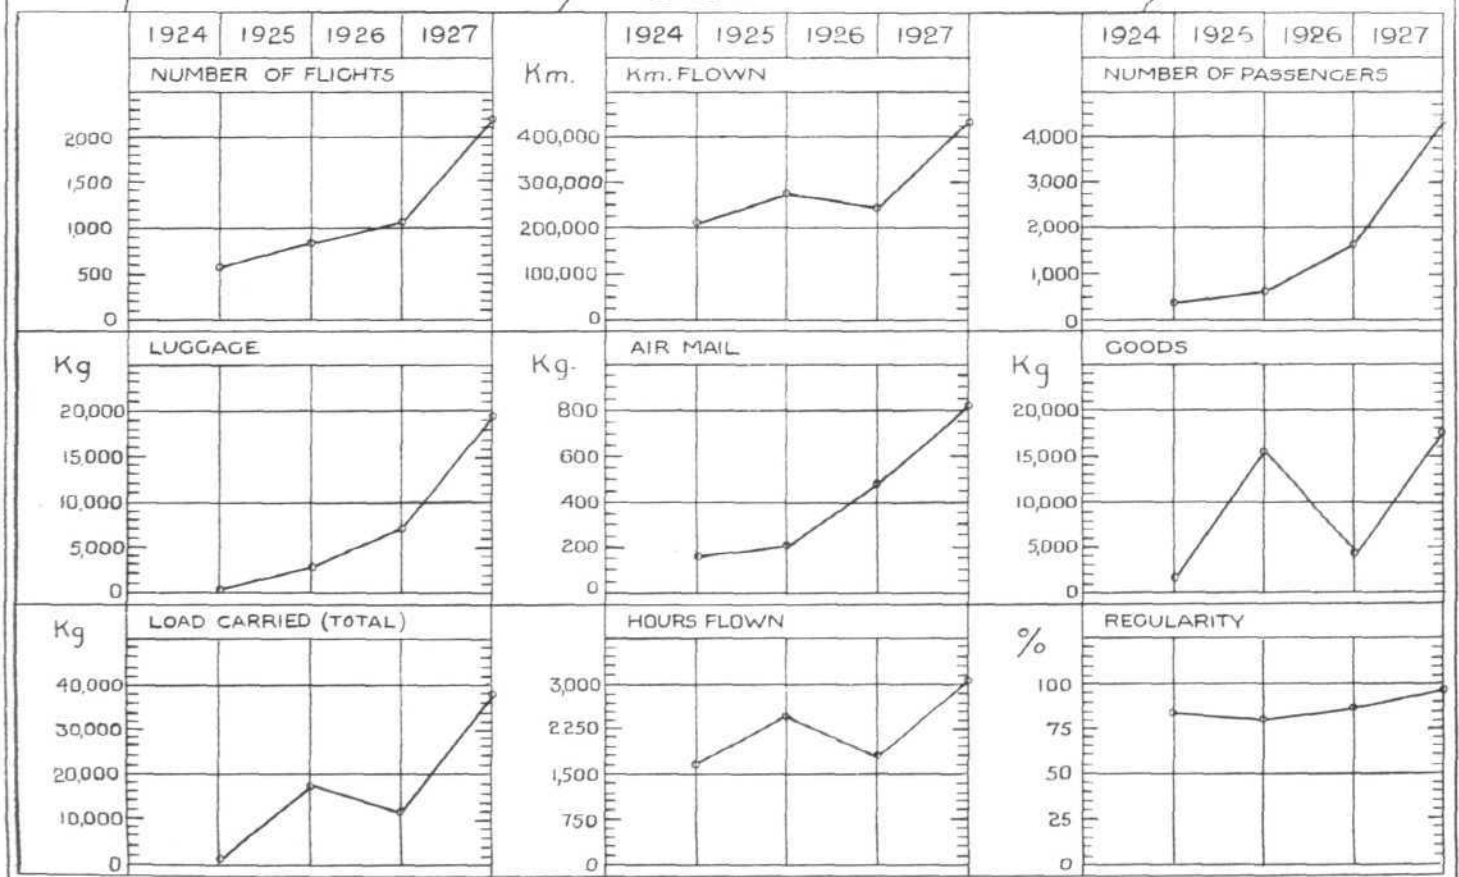 1924 1925 1926 1927
NUMBER OF FLIGHTS
2000
1,500
1,000
500
0
Km.
1924 1925 1926 1927
Km. FLOWN
400,000
300,000
200,000
100,000
0
1924 1925 1926 1927
NUMBER OF PASSENGERS
4,000
3,000
2,000
1,000
0
Kg
LUGGAGE
20,000
15,000
10,000
5,000
0
Kg.
AIR MAIL
800
600
400
200
0
Kg
GOODS
20,000
15,000
10,000
5,000
0
Kg
LOAD CARRIED (TOTAL)
40,000
30,000
20,000
10,000
0
HOURS FLOWN
3,000
2,250
1,500
750
0
%
REGULARITY
100
75
50
25
0